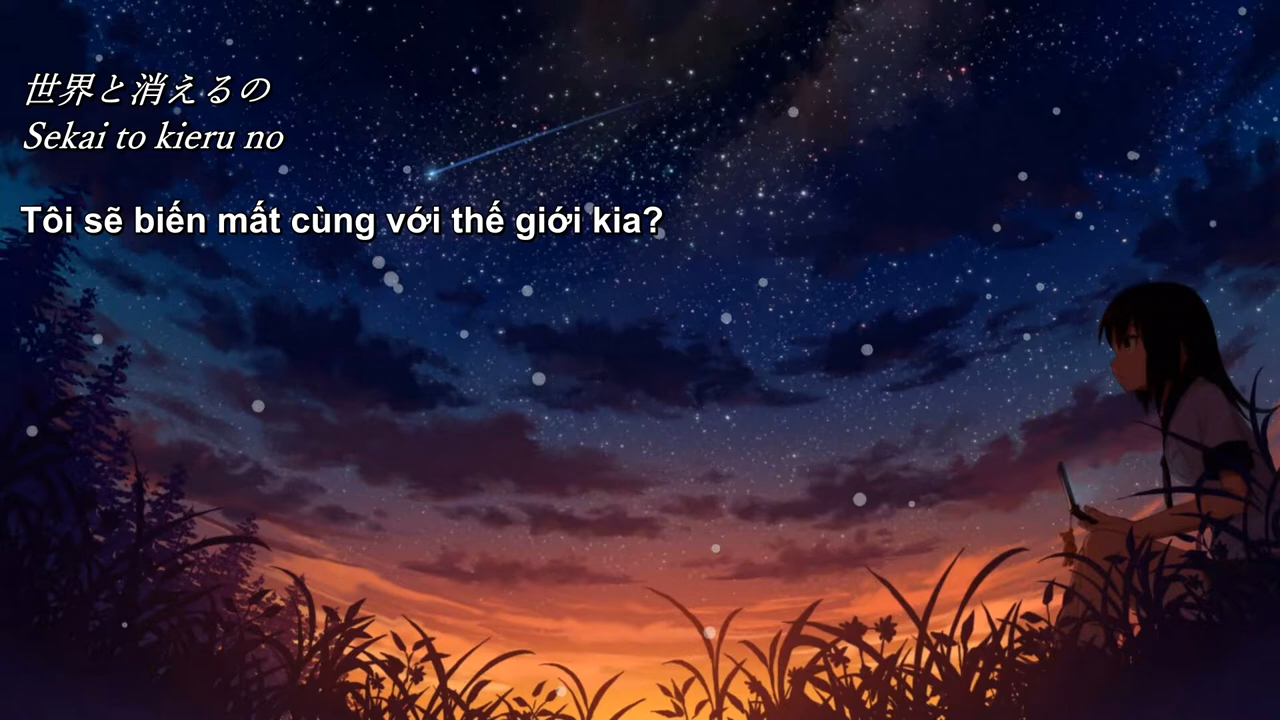 世界と消えるの
Sekai to kieru no
Tôi sẽ biến mất cùng với thế giới kia?